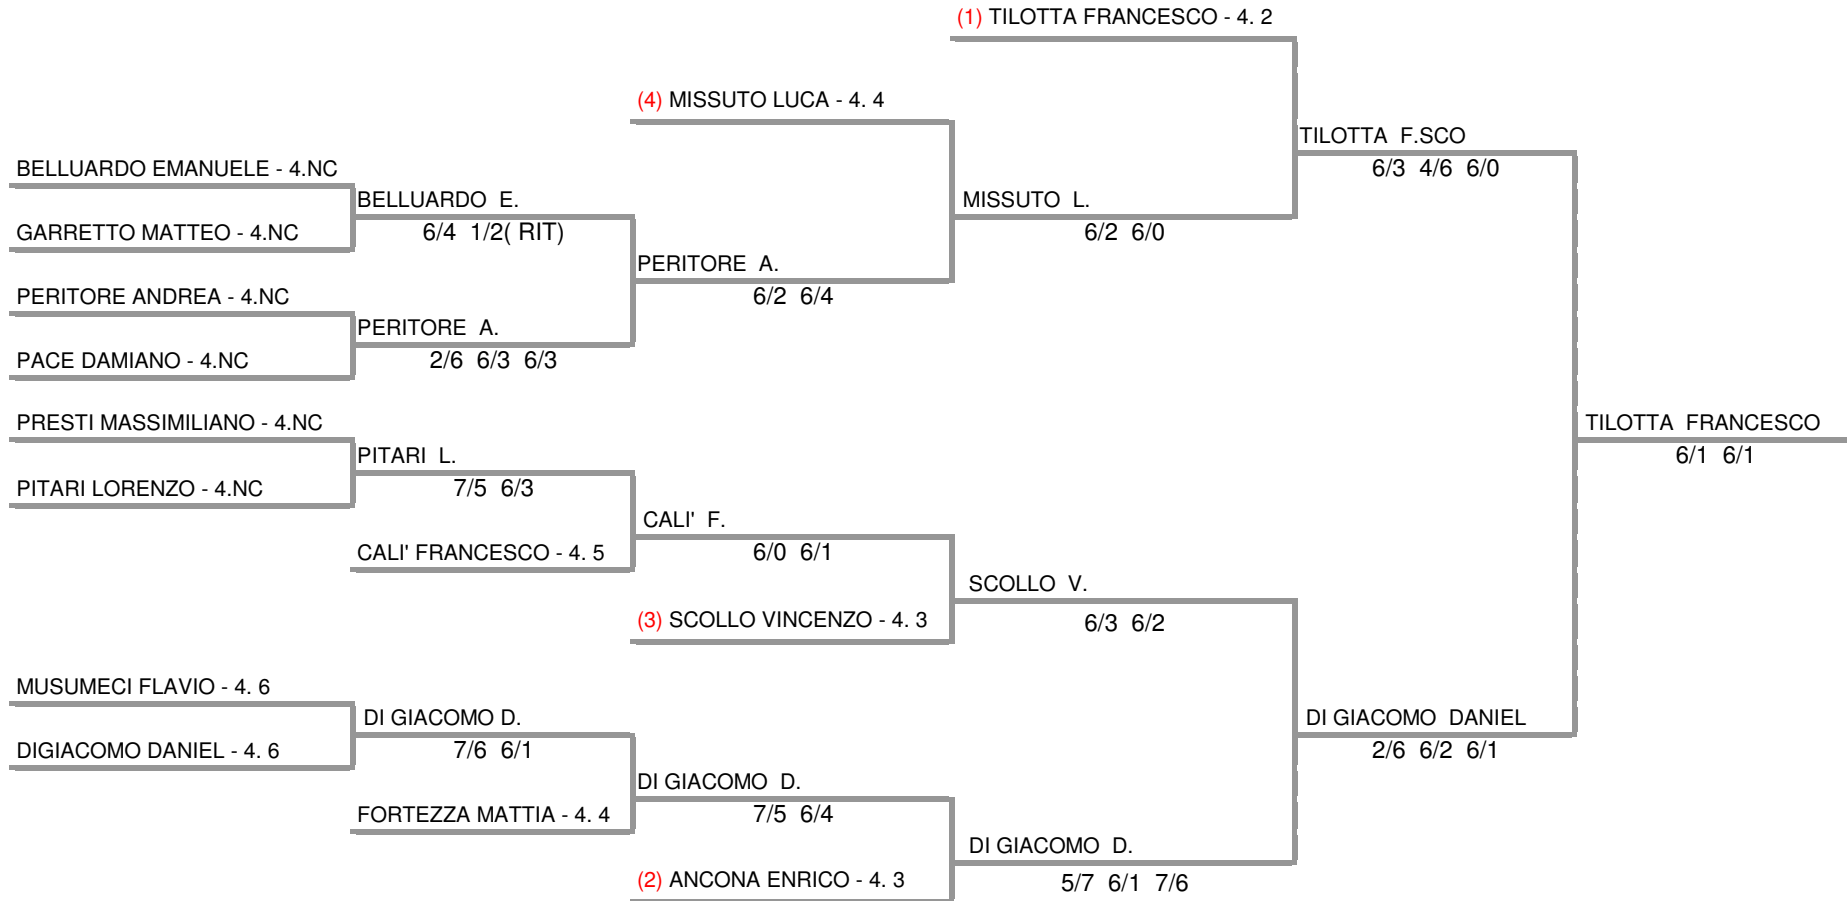 (1) TILOTTA FRANCESCO - 4. 2
(4) MISSUTO LUCA - 4. 4
TILOTTA F.SCO
6/3 4/6 6/0
BELLUARDO EMANUELE - 4.NC
BELLUARDO E.
MISSUTO L.
GARRETTO MATTEO - 4.NC
6/4 1/2( RIT)
6/2 6/0
PERITORE A.
PERITORE ANDREA - 4.NC
6/2 6/4
PERITORE A.
PACE DAMIANO - 4.NC
2/6 6/3 6/3
PRESTI MASSIMILIANO - 4.NC
TILOTTA FRANCESCO
PITARI L.
6/1 6/1
PITARI LORENZO - 4.NC
7/5 6/3
CALI' F.
CALI' FRANCESCO - 4. 5
6/0 6/1
SCOLLO V.
(3) SCOLLO VINCENZO - 4. 3
6/3 6/2
MUSUMECI FLAVIO - 4. 6
DI GIACOMO D.
DI GIACOMO DANIEL
DIGIACOMO DANIEL - 4. 6
7/6 6/1
2/6 6/2 6/1
DI GIACOMO D.
FORTEZZA MATTIA - 4. 4
7/5 6/4
DI GIACOMO D.
(2) ANCONA ENRICO - 4. 3
5/7 6/1 7/6